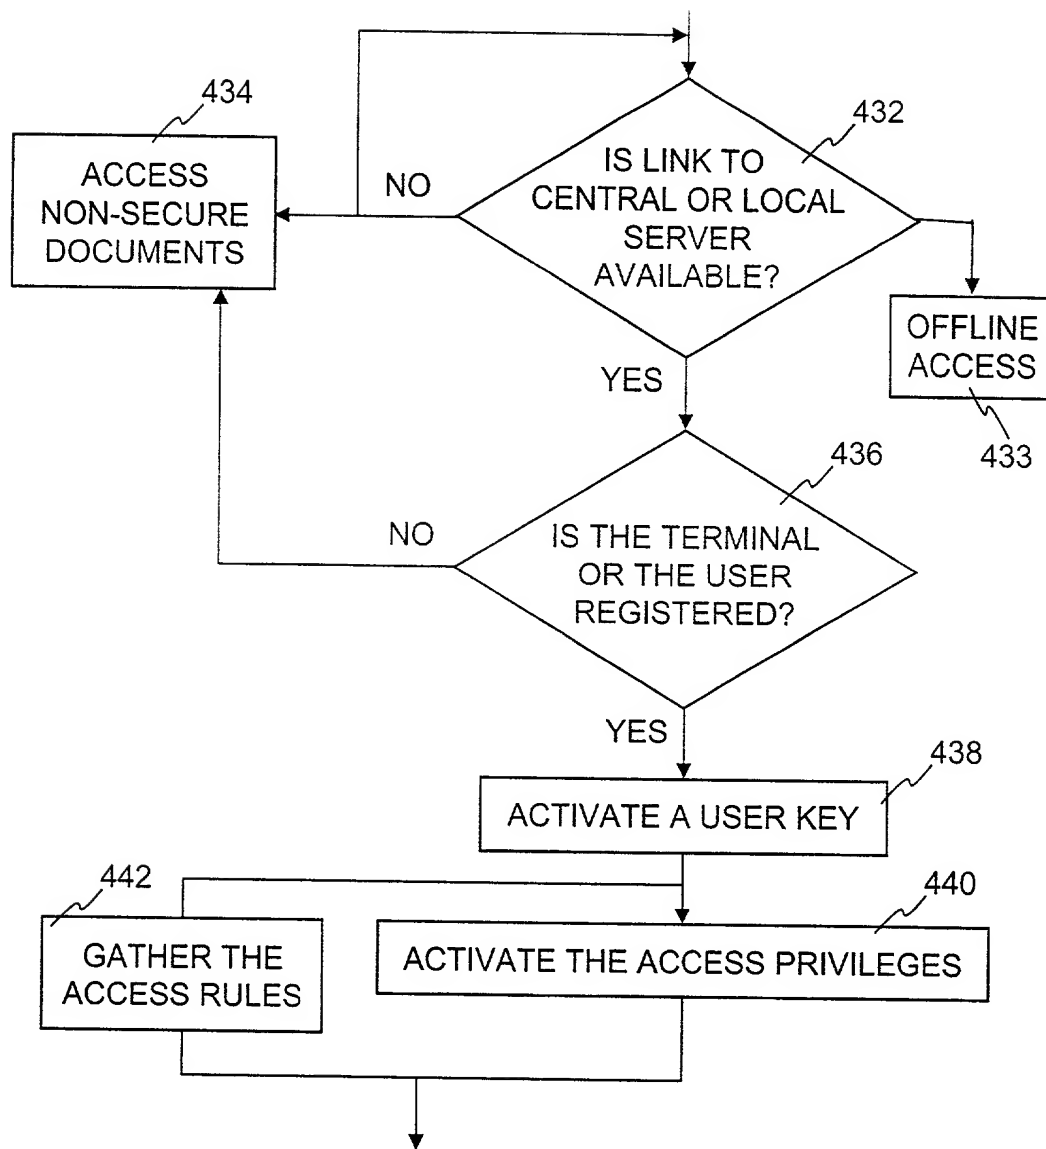 434
ACCESS
NON-SECURE
DOCUMENTS
NO
432
IS LINK TO
CENTRAL OR LOCAL
SERVER
AVAILABLE?
OFFLINE
ACCESS
433
YES
436
NO
IS THE TERMINAL
OR THE USER
REGISTERED?
YES
438
ACTIVATE A USER KEY
442
GATHER THE
ACCESS RULES
440
ACTIVATE THE ACCESS PRIVILEGES